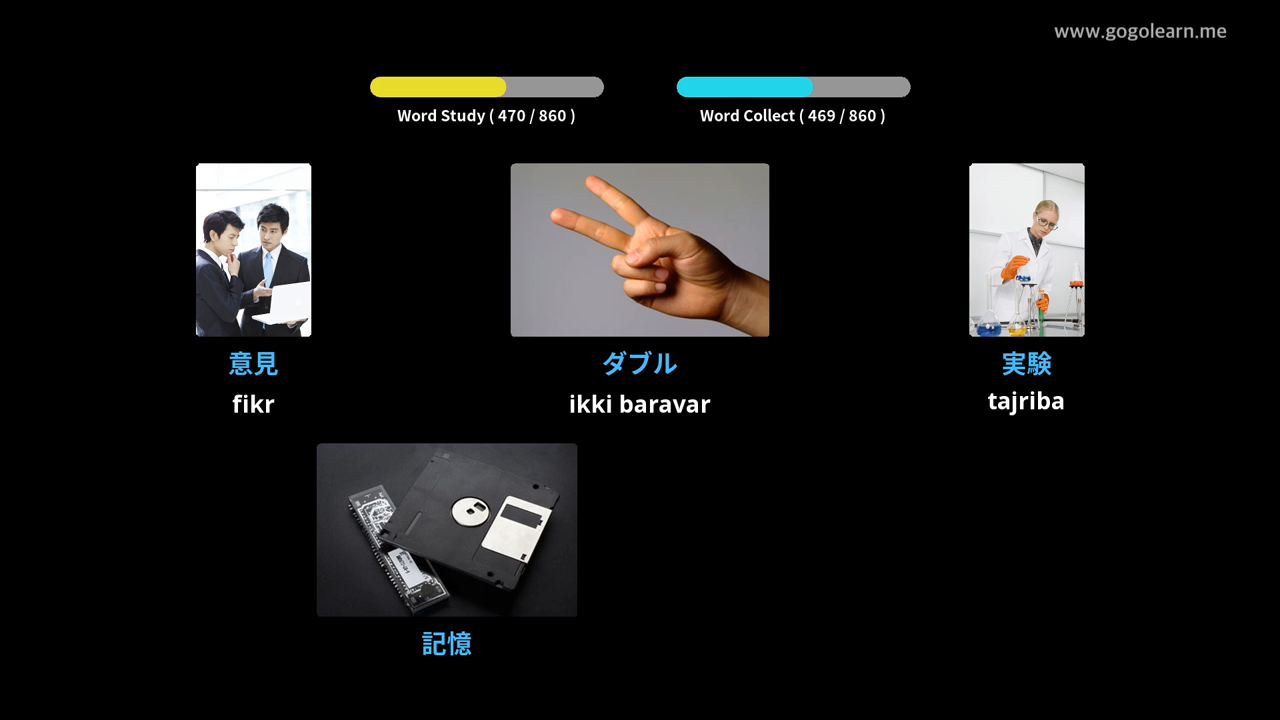 www.gogolearn.me
Word Study ( 470 / 860 )
Word Collect ( 469 / 860 )
意見
fikr
ダブル
ikki baravar
実験
tajriba
記憶